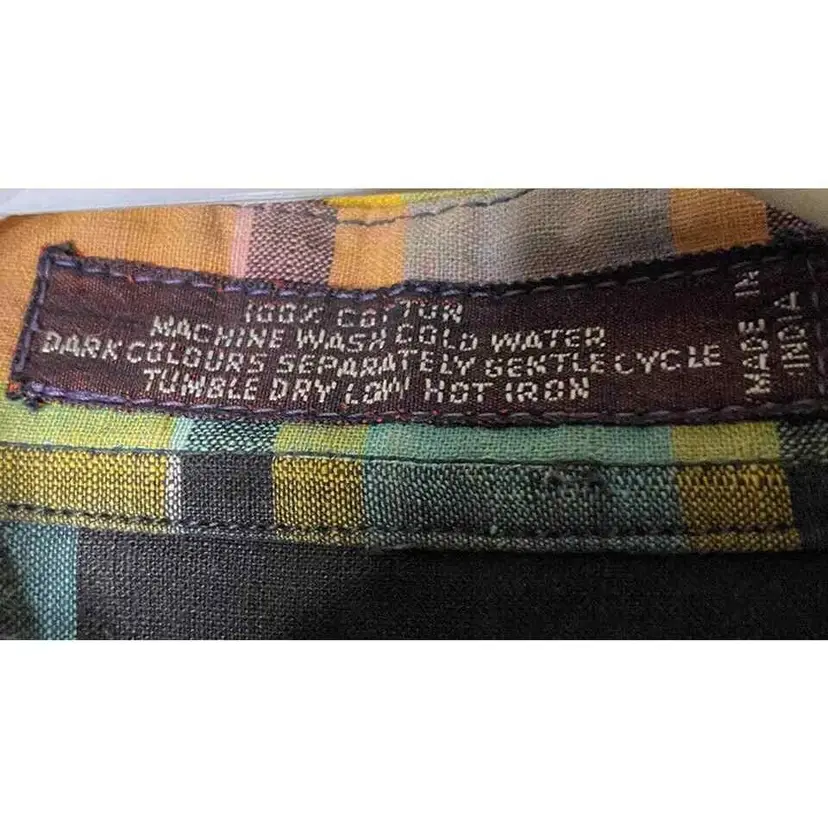 100% COTTON
MACHINE WASH COLD WATER
DARK COLOURS SEPARATELY GENTLE CYCLE
TUMBLE DRY LOW HOT IRON
MADE IN
INDIA